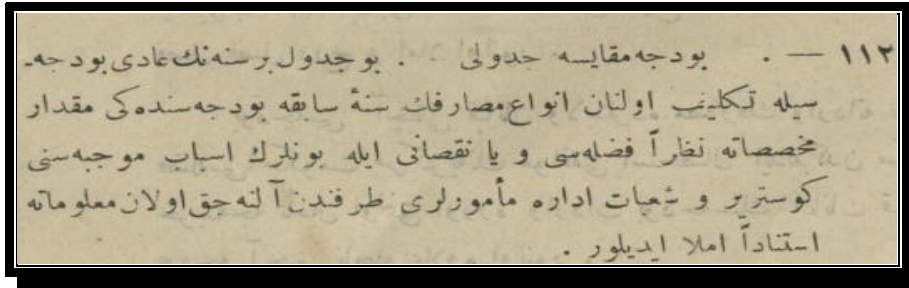 ١١٢ — . بودجه مقايسه جدولى . بو جدول بر سنه نك عادى بودجه ـ
سيله تكليف اولنان انواع مصارفك سنۀ سابقه بودجه سنده كى مقدار
مخصصاته نظراً فضله سى و يا نقصانى ايله بونلرك اسباب موجبه سنى
كوسترير و شعبات اداره مأمورلرى طرفندن آلنه جق اولان معلوماته
استناداً املا ايديلور .